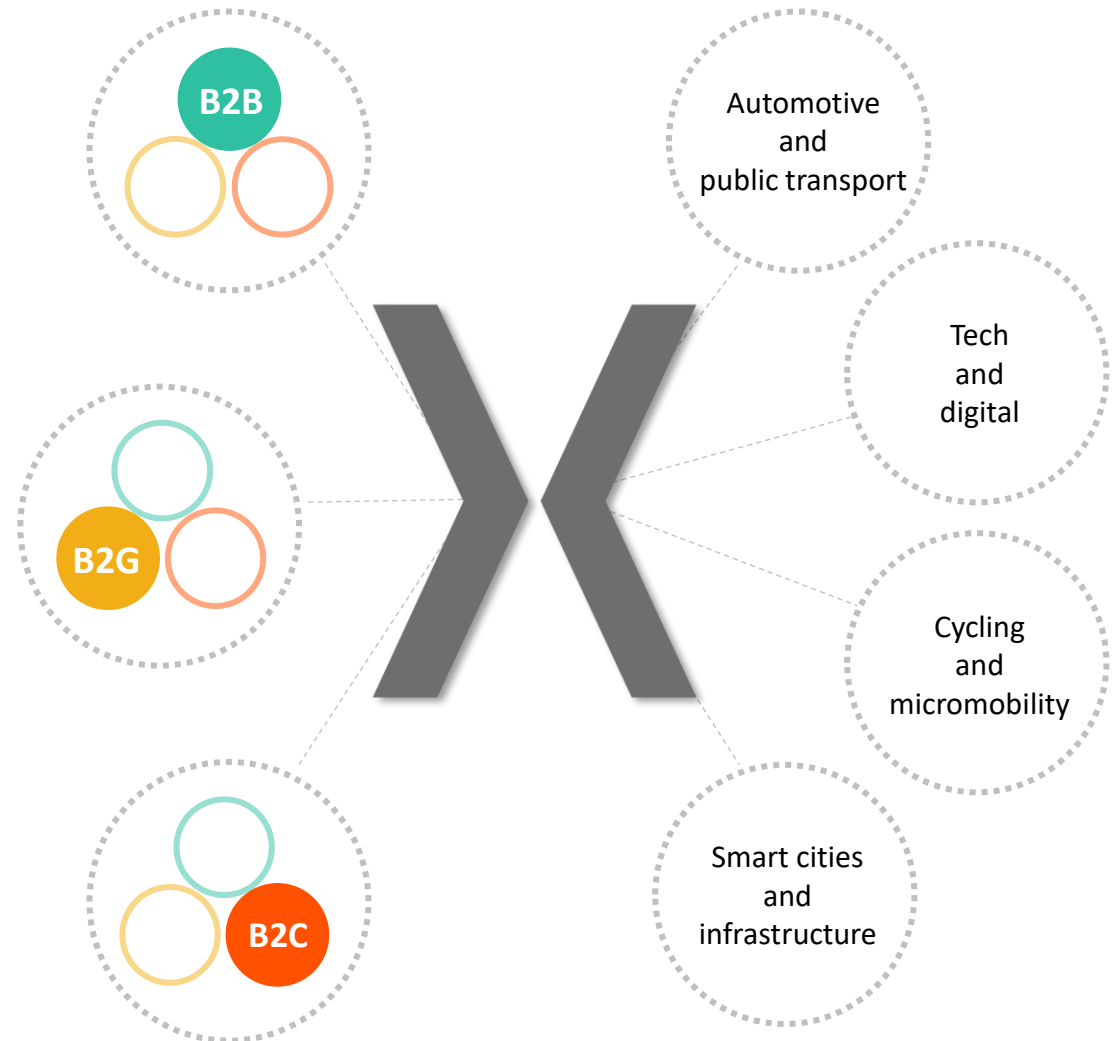 B2B
B2G
B2C
Automotive
and
public transport
Tech
and
digital
Cycling
and
micromobility
Smart cities
and
infrastructure